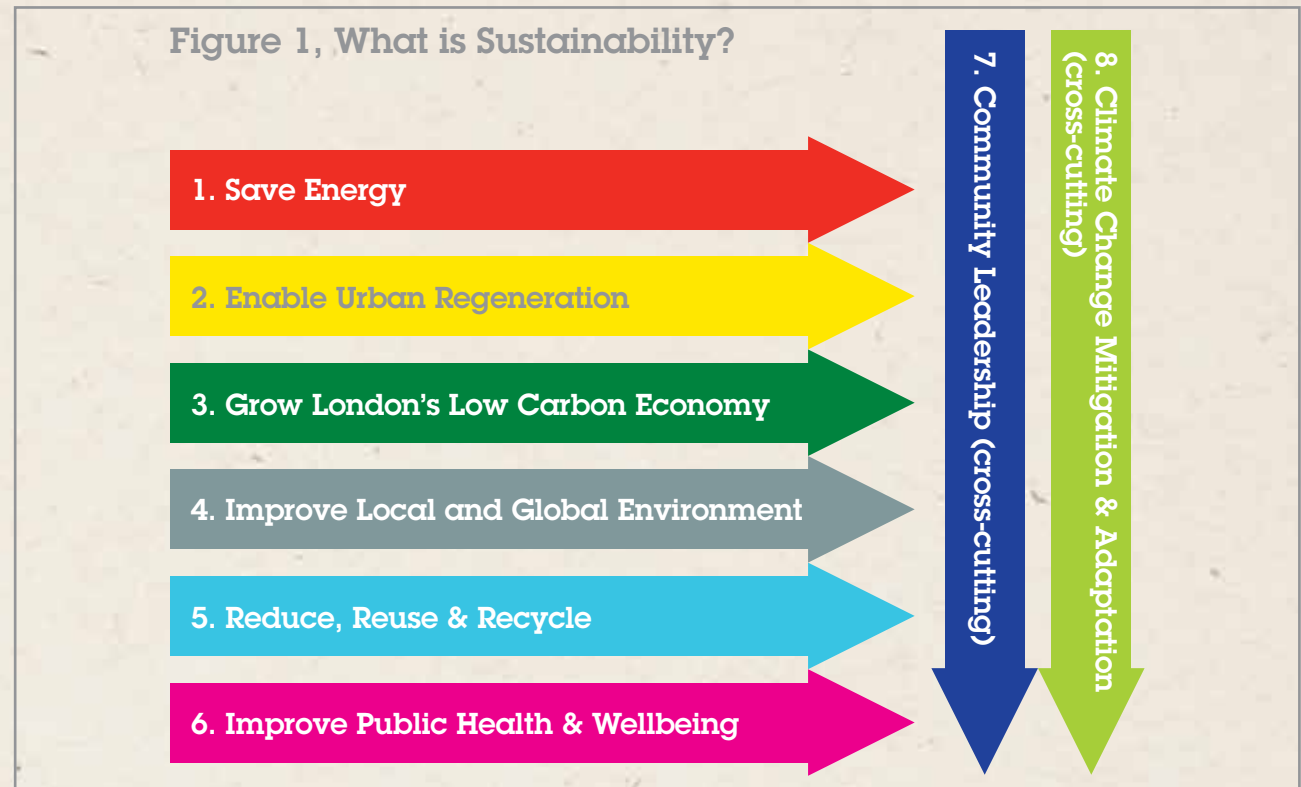 Figure 1, What is Sustainability?
1. Save Energy
2. Enable Urban Regeneration
3. Grow London’s Low Carbon Economy
4. Improve Local and Global Environment
5. Reduce, Reuse & Recycle
6. Improve Public Health & Wellbeing
7. Community Leadership (cross-cutting)
8. Climate Change Mitigation & Adaptation
(cross-cutting)